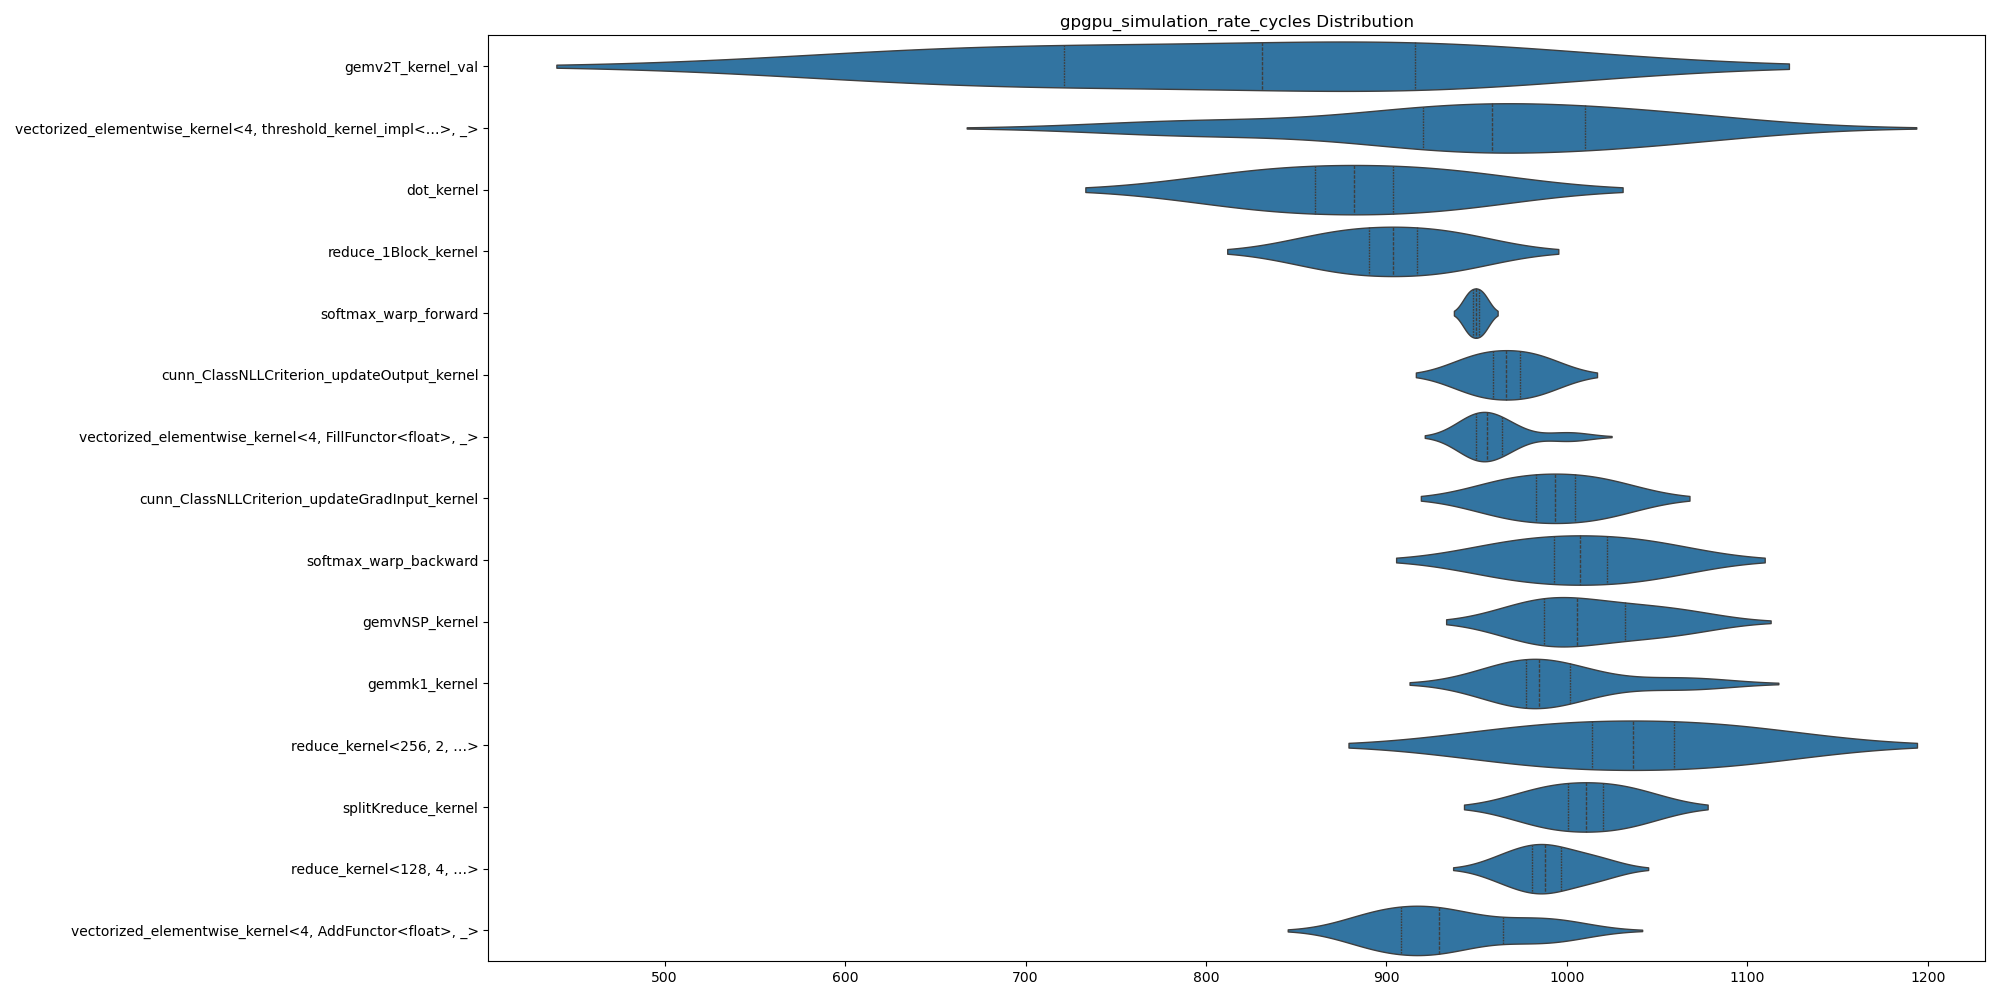 gpgpu_simulation_rate_cycles Distribution
gemv2T_kernel_val
vectorized_elementwise_kernel<4, threshold_kernel_impl<...>, _>
dot_kernel
reduce_1Block_kernel
softmax_warp_forward
cunn_ClassNLLCriterion_updateOutput_kernel
vectorized_elementwise_kernel<4, FillFunctor<float>, _>
cunn_ClassNLLCriterion_updateGradInput_kernel
softmax_warp_backward
gemvNSP_kernel
gemmk1_kernel
reduce_kernel<256, 2, ...>
splitKreduce_kernel
reduce_kernel<128, 4, ...>
vectorized_elementwise_kernel<4, AddFunctor<float>, _>
500 600 700 800 900 1000 1100 1200